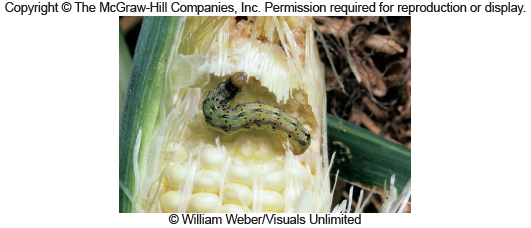 Copyright © The McGraw-Hill Companies, Inc. Permission required for reproduction or display.
© William Weber/Visuals Unlimited